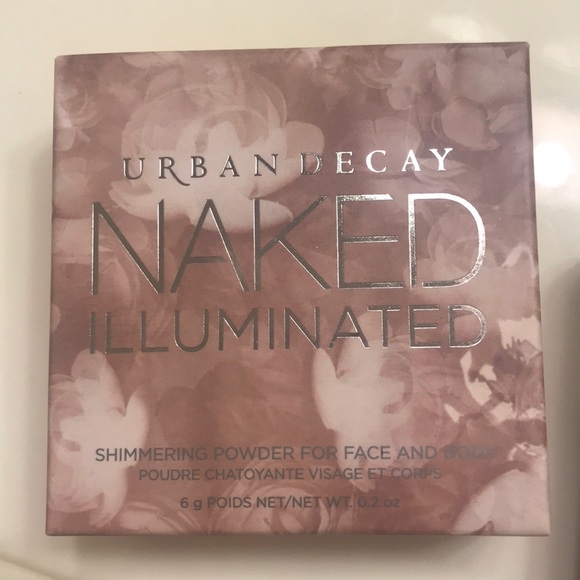 URBAN DECAY
NAKED
ILLUMINATED
SHIMMERING POWDER FOR FACE AND BODY
POUDRE CHATOYANTE VISAGE ET CORPS
6 g POIDS NET/NET WT. 0.2 oz